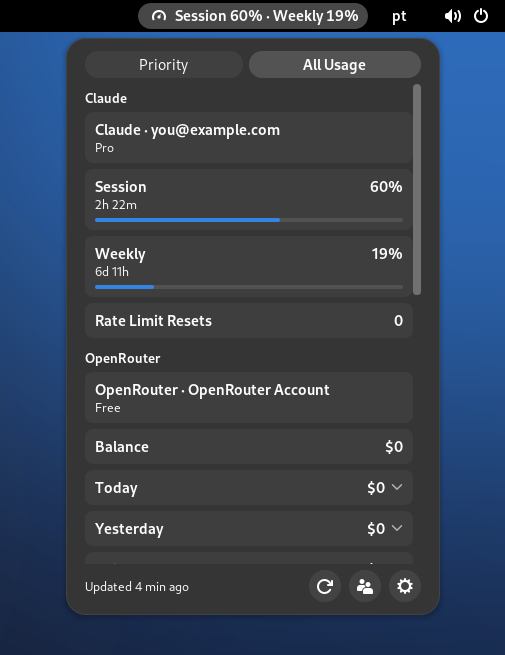 Session 60% · Weekly 19%
pt
Priority
All Usage
Claude
Claude · you@example.com
Pro
Session 60%
2h 22m
Weekly 19%
6d 11h
Rate Limit Resets 0
OpenRouter
OpenRouter · OpenRouter Account
Free
Balance $0
Today $0
Yesterday $0
Updated 4 min ago